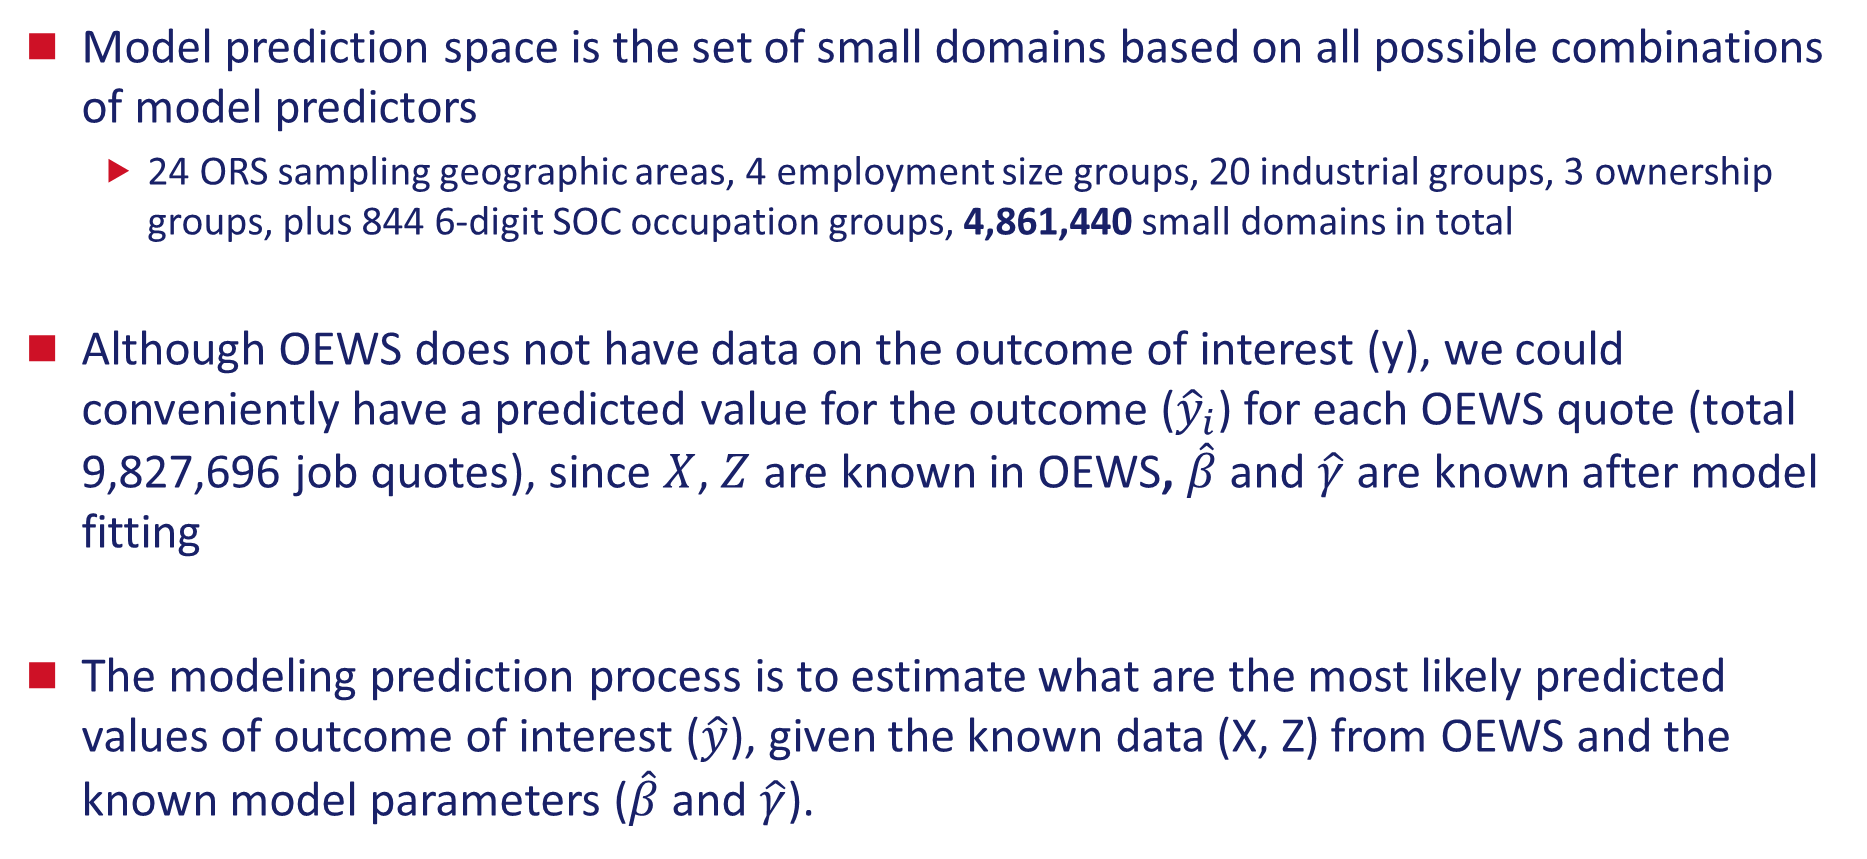 Model prediction space is the set of small domains based on all possible combinations
of model predictors
24 ORS sampling geographic areas, 4 employment size groups, 20 industrial groups, 3 ownership
groups, plus 844 6-digit SOC occupation groups, 4,861,440 small domains in total
Although OEWS does not have data on the outcome of interest (y), we could
conveniently have a predicted value for the outcome (ŷᵢ) for each OEWS quote (total
9,827,696 job quotes), since X, Z are known in OEWS, β̂ and γ̂ are known after model
fitting
The modeling prediction process is to estimate what are the most likely predicted
values of outcome of interest (ŷ), given the known data (X, Z) from OEWS and the
known model parameters (β̂ and γ̂).